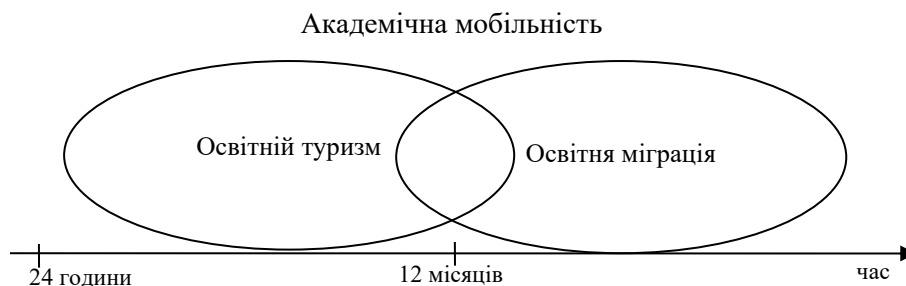 Академічна мобільність
Освітній туризм
Освітня міграція
24 години
12 місяців
час